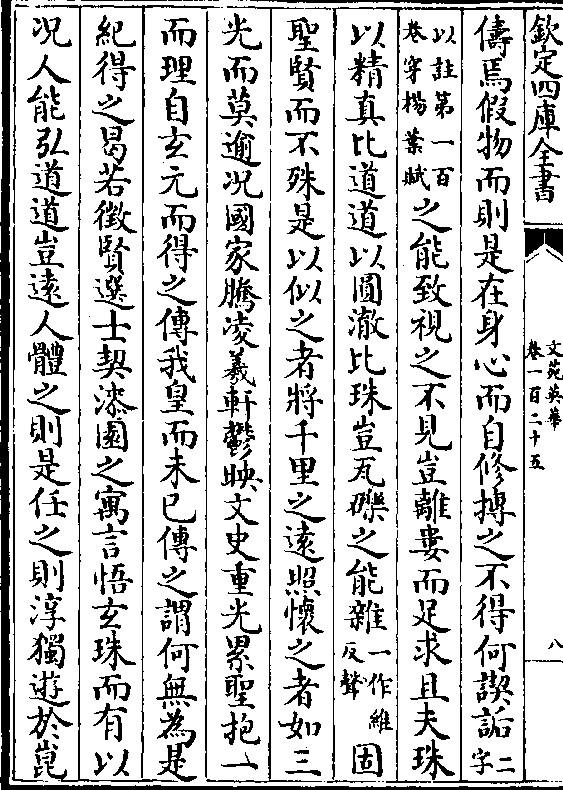 欽定四庫全書
文苑英華
卷一百二十五
八
儔焉假物而則是在身心而自修搏之不得何謑詬二字
以註第一百卷穿楊葉賦之能致視之不見豈離婁而足求且夫珠
以精真比道道以圓澈比珠豈瓦礫之能雜一作維反聲固
聖賢而不殊是以似之者將千里之遠照懷之者如三
光而莫逾况國家騰凌羲軒鬱映文史重光累聖抱一
而理自玄元而得之傳我皇而未已傳之謂何無為是
紀得之曷若徴賢選士契漆園之寓言悟玄珠而有以
况人能弘道道豈逺人體之則是任之則淳獨遊於崑